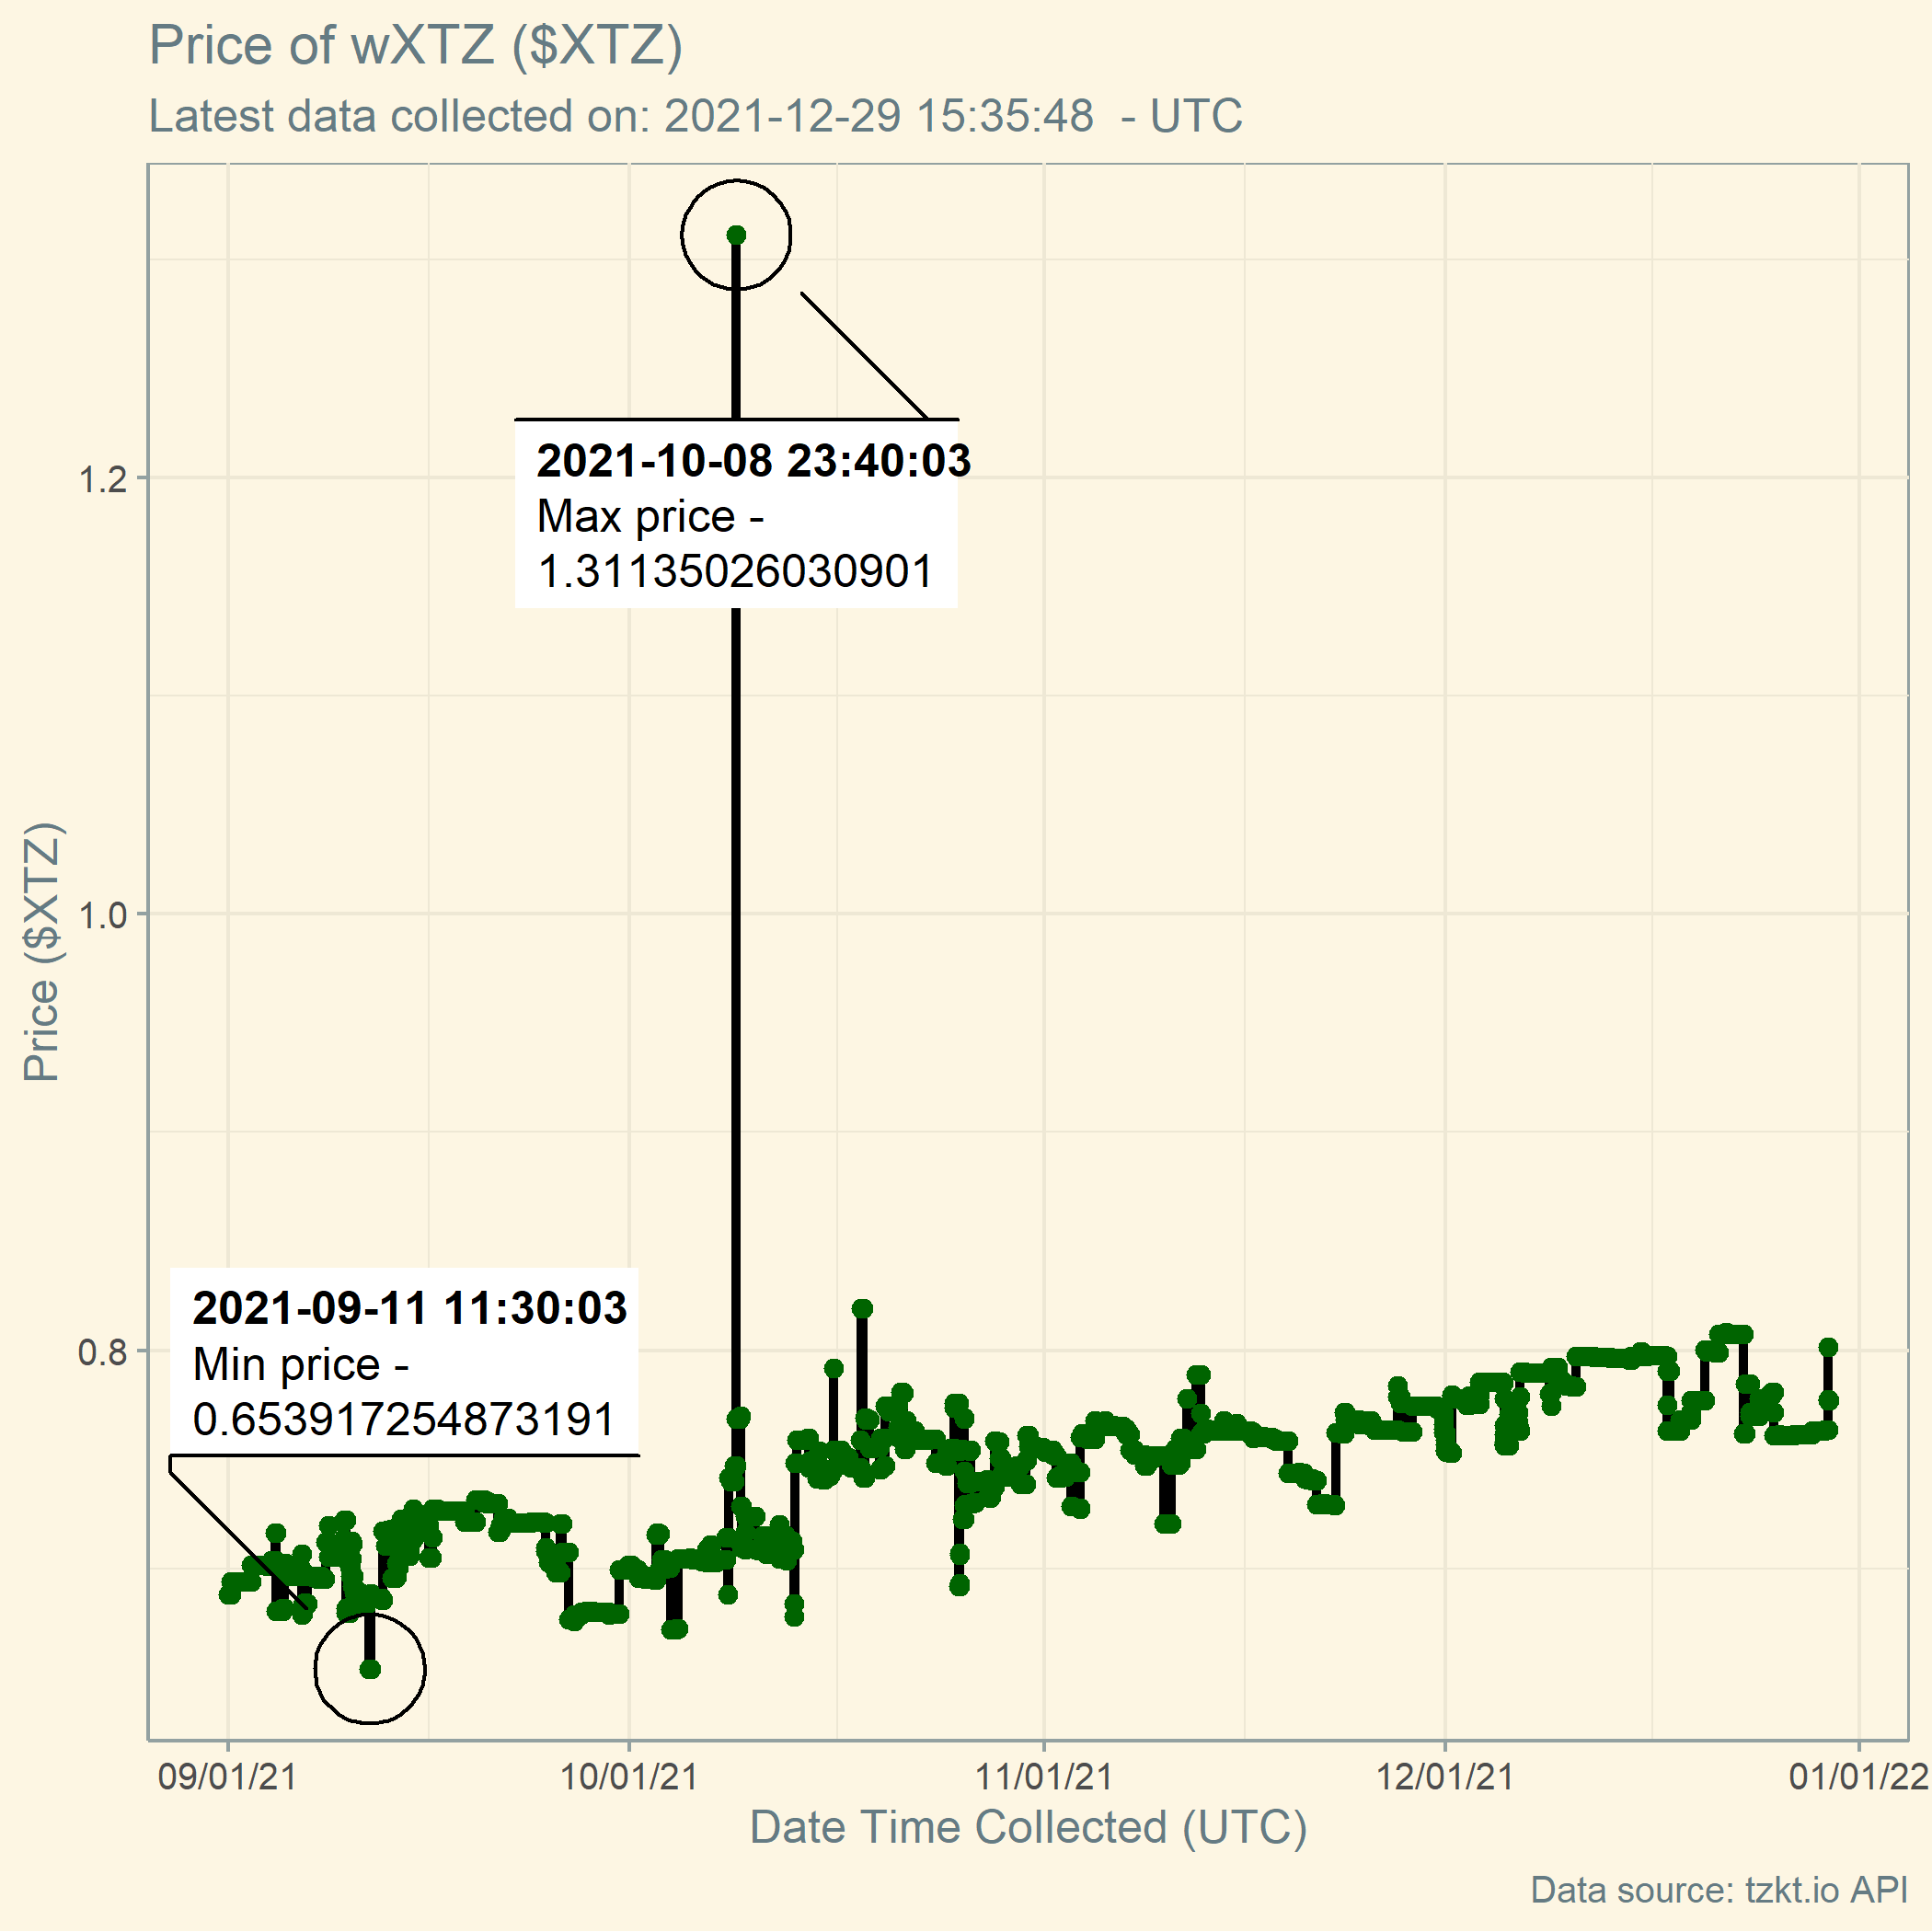 Price of wXTZ ($XTZ)
Latest data collected on: 2021-12-29 15:35:48  - UTC
2021-10-08 23:40:03
Max price -
1.31135026030901
1.2
1.0
0.8
Price ($XTZ)
2021-09-11 11:30:03
Min price -
0.653917254873191
09/01/21
10/01/21
11/01/21
12/01/21
01/01/22
Date Time Collected (UTC)
Data source: tzkt.io API